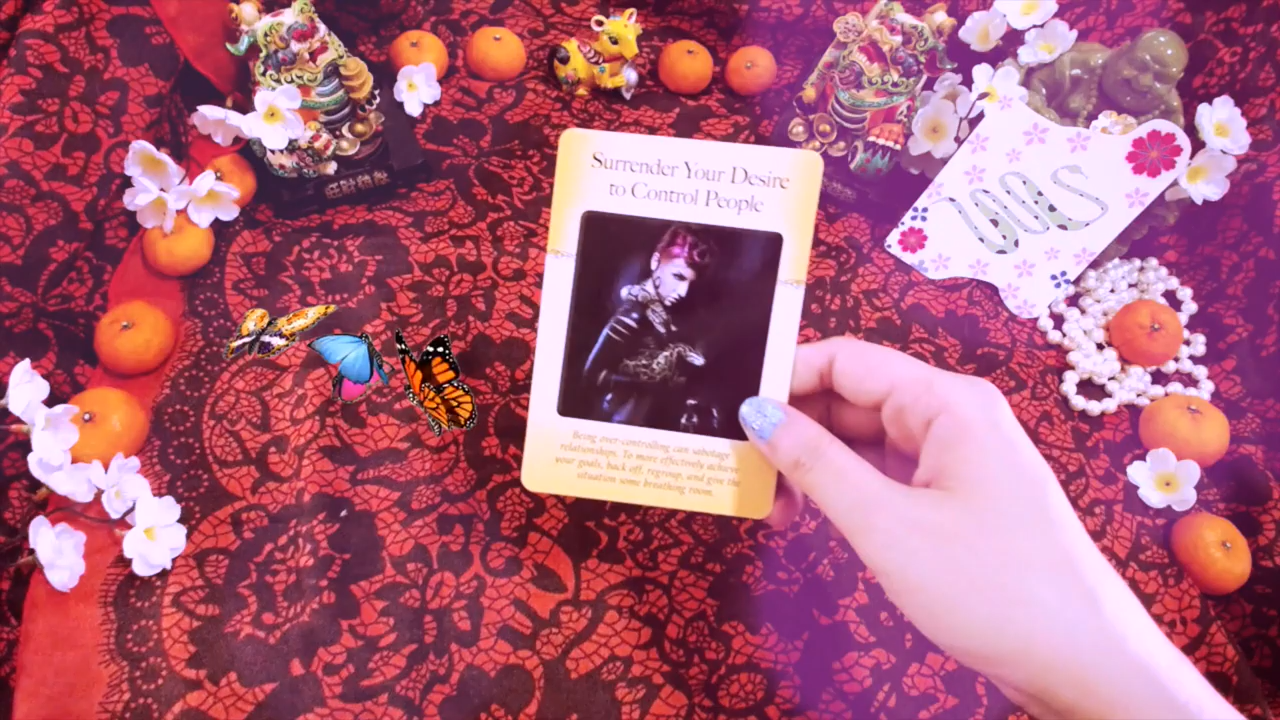 Surrender Your Desire
to Control People
Being over-controlling can sabotage
relationships. To more effectively achieve
your goals, back off, regroup, and give the
situation some breathing room.